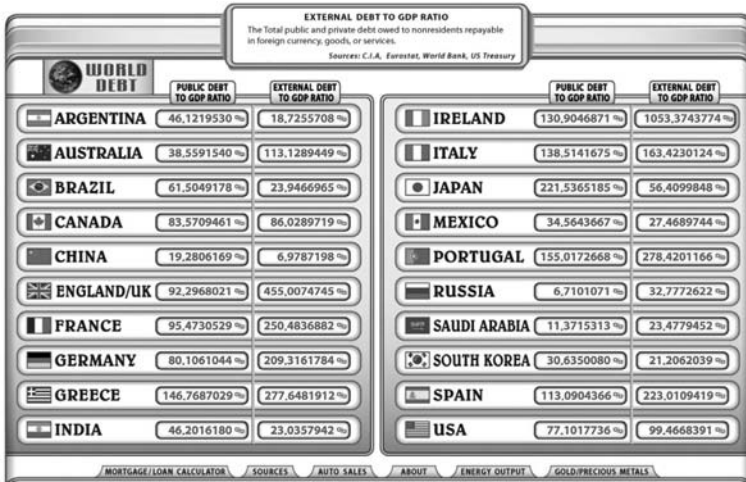 EXTERNAL DEBT TO GDP RATIO
The Total public and private debt owed to nonresidents repayable
in foreign currency, goods, or services.
Sources: C.I.A, Eurostat, World Bank, US Treasury
WORLD
DEBT
PUBLIC DEBT
TO GDP RATIO
EXTERNAL DEBT
TO GDP RATIO
ARGENTINA 46,1219530 % 18,7255708 %
AUSTRALIA 38,5591540 % 113,1289449 %
BRAZIL 61,5049178 % 23,9466965 %
CANADA 83,5709461 % 86,0289719 %
CHINA 19,2806169 % 6,9787198 %
ENGLAND/UK 92,2968021 % 455,0074745 %
FRANCE 95,4730529 % 250,4836882 %
GERMANY 80,1061044 % 209,3161784 %
GREECE 146,7687029 % 277,6481912 %
INDIA 46,2016180 % 23,0357942 %
PUBLIC DEBT
TO GDP RATIO
EXTERNAL DEBT
TO GDP RATIO
IRELAND 130,9046871 % 1053,3743774 %
ITALY 138,5141675 % 163,4230124 %
JAPAN 221,5365185 % 56,4099848 %
MEXICO 34,5643667 % 27,4689744 %
PORTUGAL 155,0172668 % 278,4201166 %
RUSSIA 6,7101071 % 32,7772622 %
SAUDI ARABIA 11,3715313 % 23,4779452 %
SOUTH KOREA 30,6350080 % 21,2062039 %
SPAIN 113,0904366 % 223,0109419 %
USA 77,1017736 % 99,4668391 %
MORTGAGE/LOAN CALCULATOR SOURCES AUTO SALES ABOUT ENERGY OUTPUT GOLD/PRECIOUS METALS